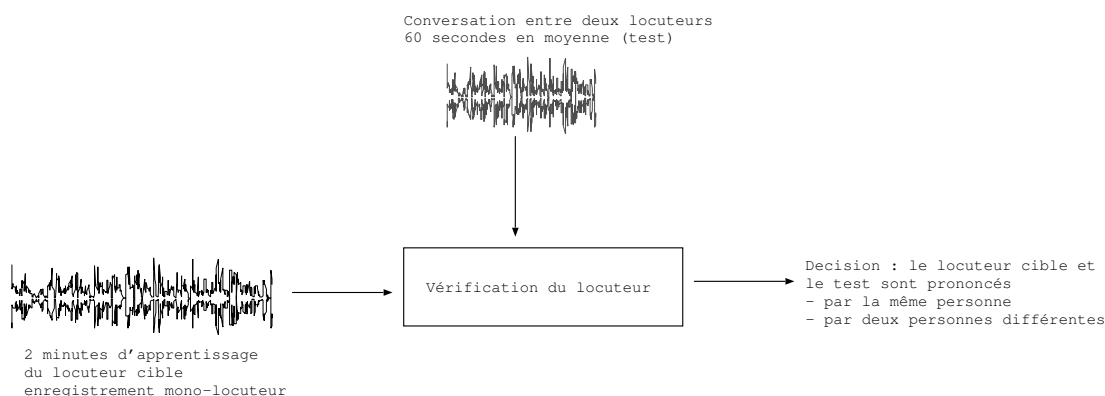 Conversation entre deux locuteurs
60 secondes en moyenne (test)
Vérification du locuteur
Decision : le locuteur cible et
le test sont prononcés
- par la même personne
- par deux personnes différentes
2 minutes d'apprentissage
du locuteur cible
enregistrement mono-locuteur